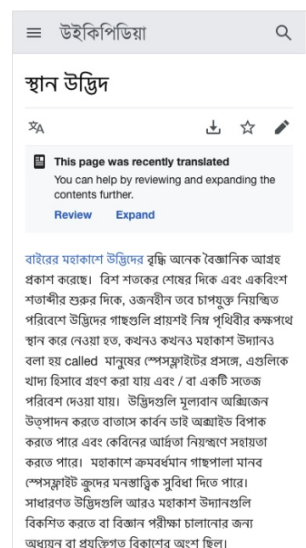 উইকিপিডিয়া
স্থান উদ্ভিদ
This page was recently translated
You can help by reviewing and expanding the
contents further.
Review Expand
বাইরের মহাকাশে উদ্ভিদের বৃদ্ধি অনেক বৈজ্ঞানিক আগ্রহ
প্রকাশ করেছে। বিশ শতকের শেষের দিকে এবং একবিংশ
শতাব্দীর শুরুর দিকে, ওজনহীন তবে চাপযুক্ত নিয়ন্ত্রিত
পরিবেশে উদ্ভিদের গাছগুলি প্রায়শই নিম্ন পৃথিবীর কক্ষপথে
স্থান করে নেওয়া হত, কখনও কখনও মহাকাশ উদ্যানও
বলা হয় called মানুষের স্পেসফ্লাইটের প্রসঙ্গে, এগুলিকে
খাদ্য হিসাবে গ্রহণ করা যায় এবং / বা একটি সতেজ
পরিবেশ দেওয়া যায়। উদ্ভিদগুলি মূল্যবান অক্সিজেন
উত্পাদন করতে বাতাসে কার্বন ডাই অক্সাইড বিপাক
করতে পারে এবং কেবিনের আর্দ্রতা নিয়ন্ত্রণে সহায়তা
করতে পারে। মহাকাশে ক্রমবর্ধমান গাছপালা মানব
স্পেসফ্লাইট ক্রুদের মনস্তাত্ত্বিক সুবিধা দিতে পারে।
সাধারণত উদ্ভিদগুলি আরও মহাকাশ উদ্যানগুলি
বিকশিত করতে বা বিজ্ঞান পরীক্ষা চালানোর জন্য
অধ্যয়ন বা প্রযুক্তিগত বিকাশের অংশ ছিল।